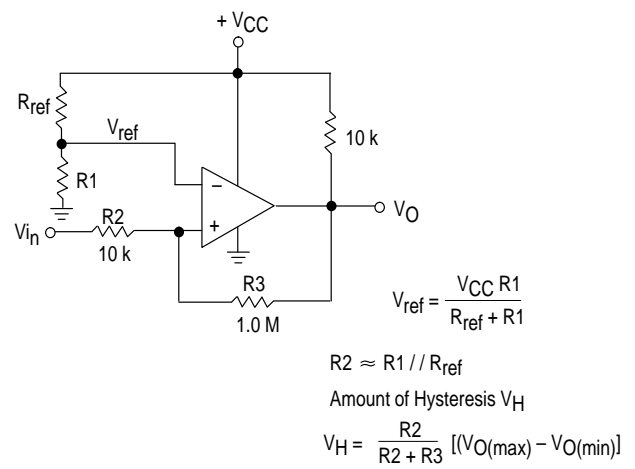 + VCC
Rref
Vref
10 k
R1
−
+
VO
Vin
R2
10 k
R3
1.0 M
Vref = VCC R1 / Rref + R1
R2 ≈ R1 / / Rref
Amount of Hysteresis VH
VH = R2 / R2 + R3 [(VO(max) – VO(min)]